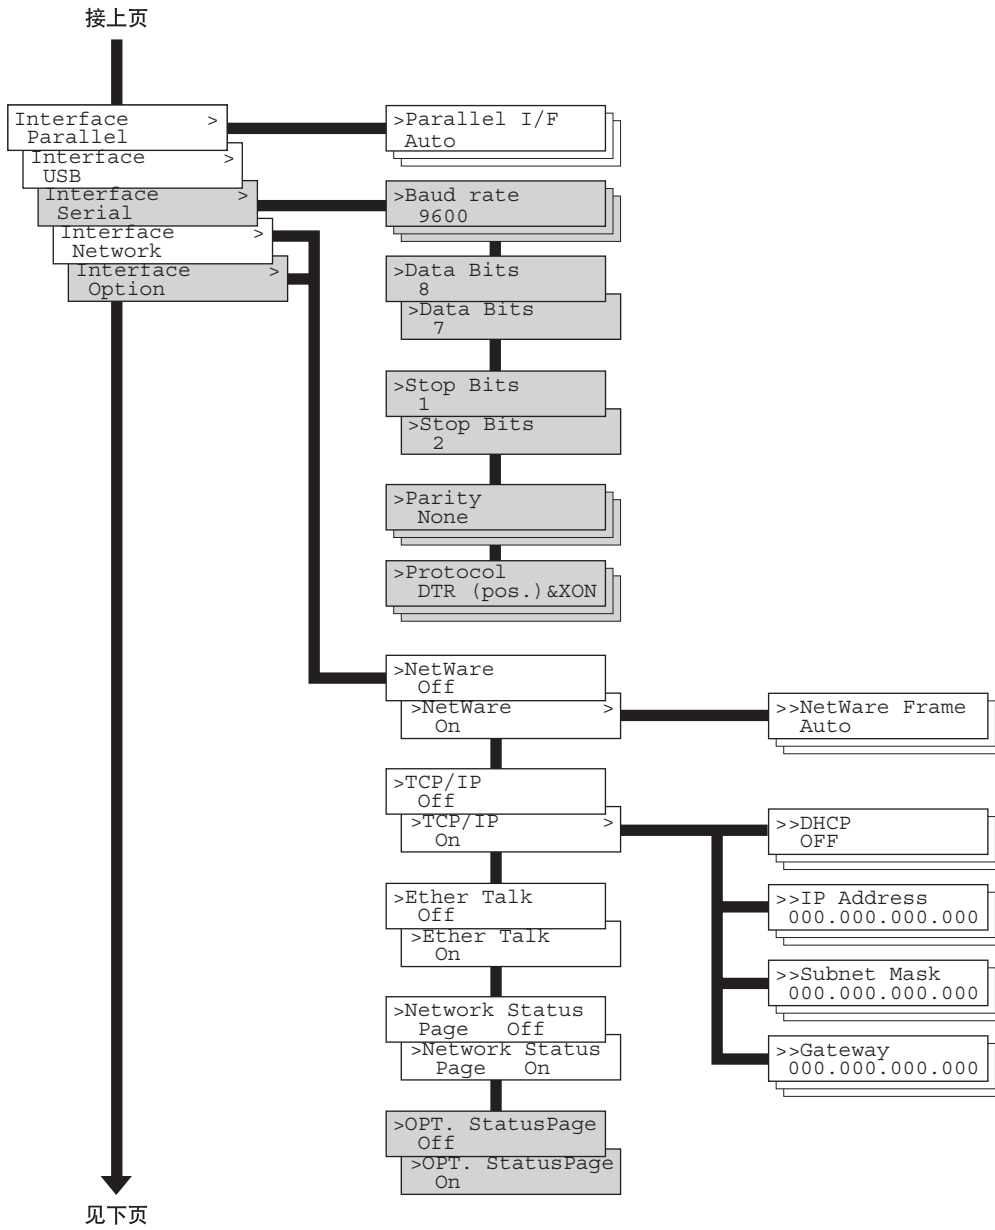 接上页
Interface >
Parallel
Interface >
USB
Interface >
Serial
Interface >
Network
Interface >
Option
>Parallel I/F
Auto
>Baud rate
9600
>Data Bits
8
>Data Bits
7
>Stop Bits
1
>Stop Bits
2
>Parity
None
>Protocol
DTR (pos.)&XON
>NetWare
Off
>NetWare >
On
>>NetWare Frame
Auto
>TCP/IP
Off
>TCP/IP >
On
>>DHCP
OFF
>>IP Address
000.000.000.000
>>Subnet Mask
000.000.000.000
>>Gateway
000.000.000.000
>Ether Talk
Off
>Ether Talk
On
>Network Status
Page Off
>Network Status
Page On
>OPT. StatusPage
Off
>OPT. StatusPage
On
见下页